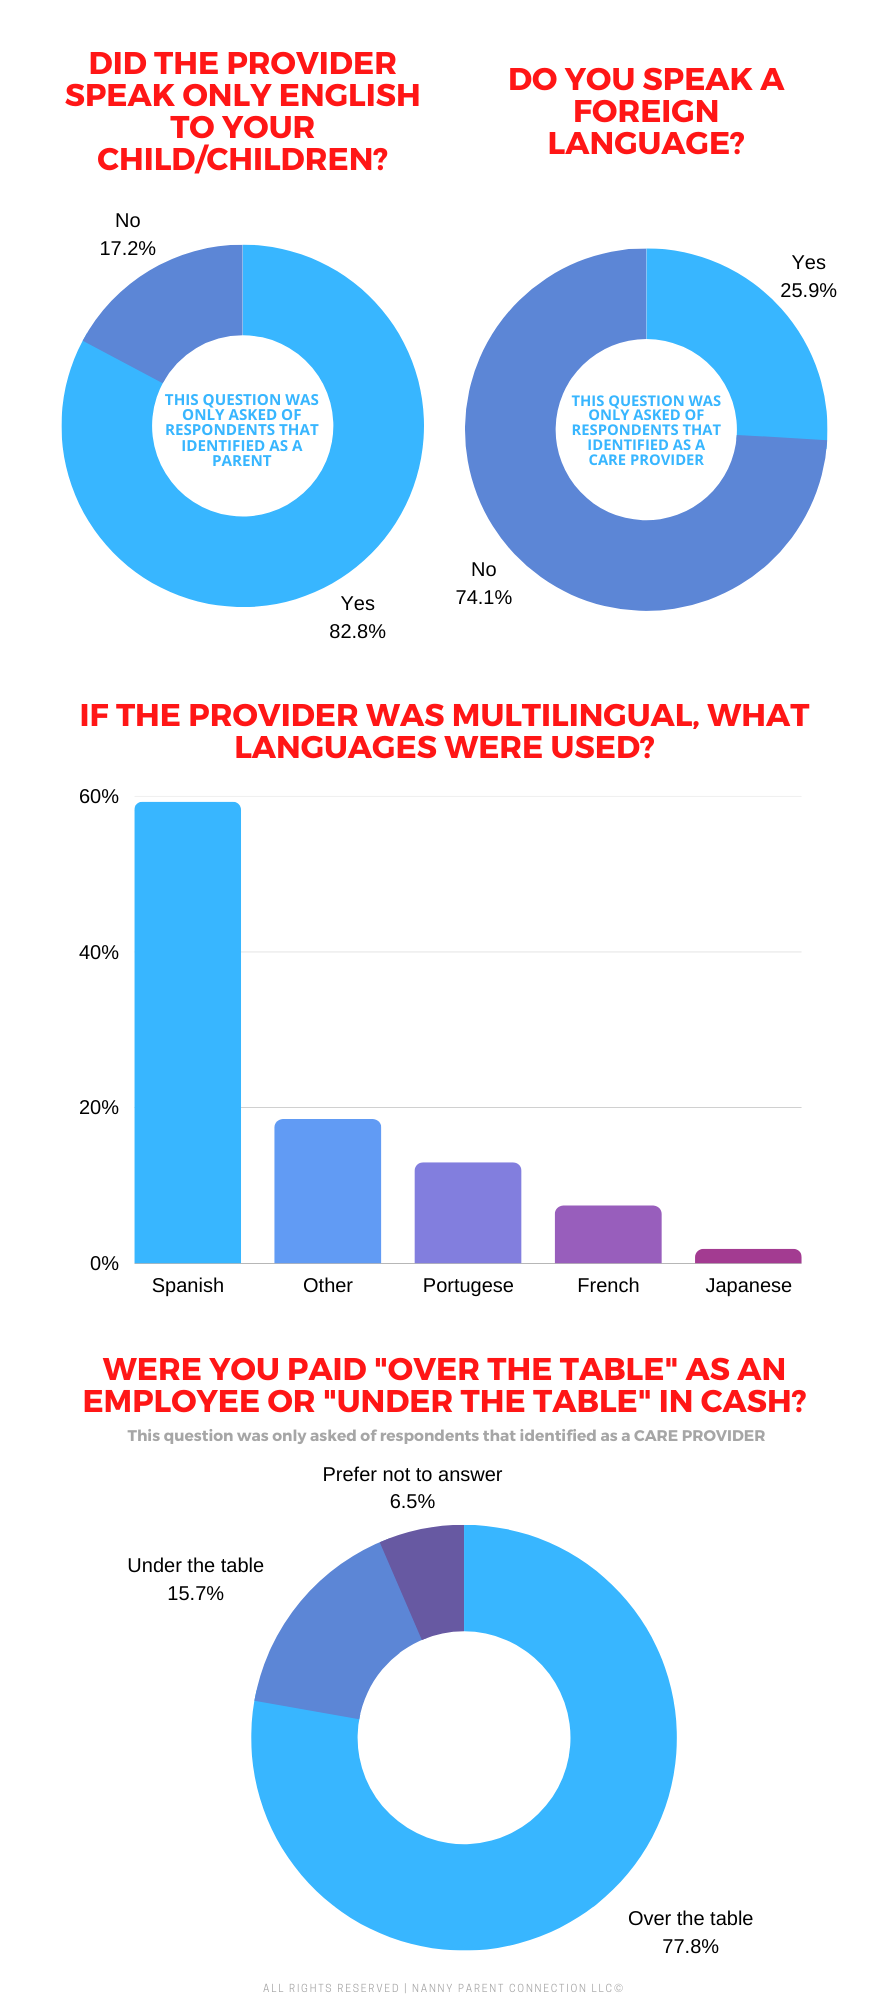 DID THE PROVIDER
SPEAK ONLY ENGLISH
TO YOUR
CHILD/CHILDREN?
No
17.2%
THIS QUESTION WAS
ONLY ASKED OF
RESPONDENTS THAT
IDENTIFIED AS A
PARENT
Yes
82.8%
DO YOU SPEAK A
FOREIGN
LANGUAGE?
Yes
25.9%
THIS QUESTION WAS
ONLY ASKED OF
RESPONDENTS THAT
IDENTIFIED AS A
CARE PROVIDER
No
74.1%
IF THE PROVIDER WAS MULTILINGUAL, WHAT
LANGUAGES WERE USED?
60%
40%
20%
0%
Spanish
Other
Portugese
French
Japanese
WERE YOU PAID "OVER THE TABLE" AS AN
EMPLOYEE OR "UNDER THE TABLE" IN CASH?
This question was only asked of respondents that identified as a CARE PROVIDER
Prefer not to answer
6.5%
Under the table
15.7%
Over the table
77.8%
ALL RIGHTS RESERVED | NANNY PARENT CONNECTION LLC©